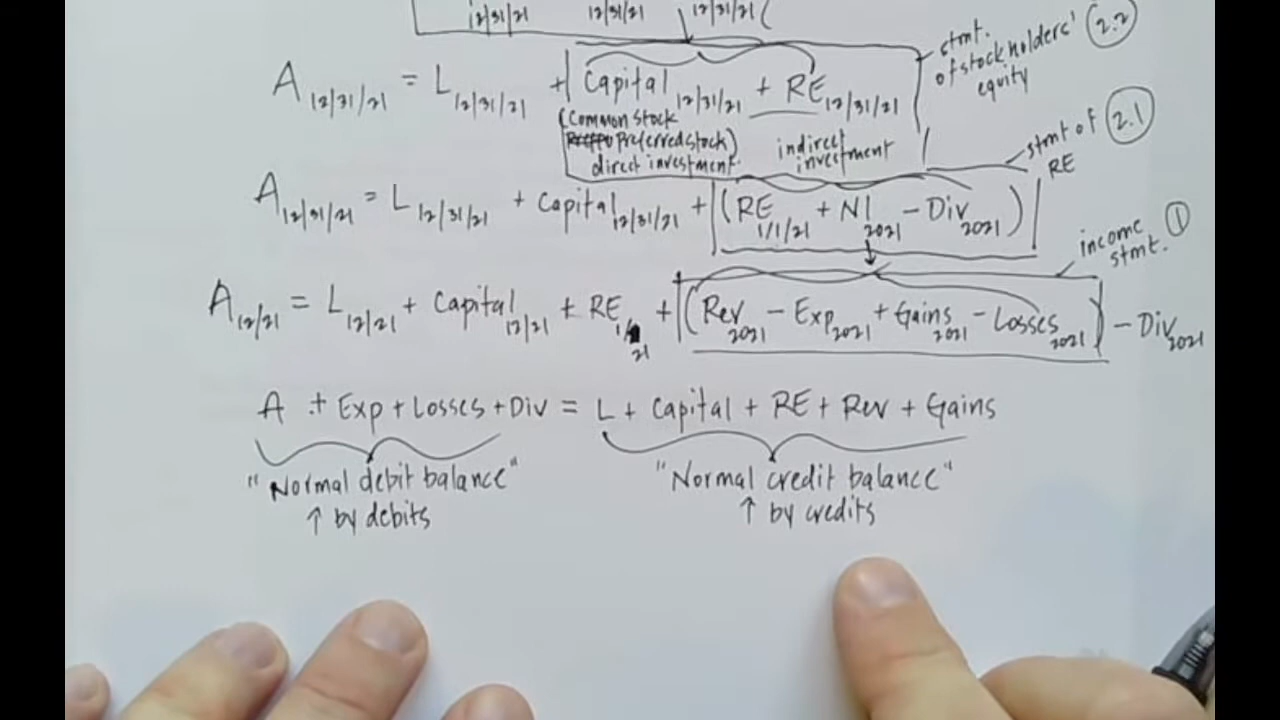 12/31/21 12/31/21 12/31/21
A 12/31/21 = L 12/31/21 + Capital 12/31/21 + RE 12/31/21
(Common stock
Preferred stock)
direct investment.
indirect
investment
stmt.
of stockholders'
equity
2.2
A 12/31/21 = L 12/31/21 + Capital 12/31/21 + (RE 1/1/21 + NI 2021 - Div 2021)
stmt of
RE
2.1
A 12/21 = L 12/21 + Capital 12/21 + RE 1/ 21 + (Rev 2021 - Exp 2021 + Gains 2021 - Losses 2021) - Div 2021
income
stmt.
1
A + Exp + Losses + Div = L + Capital + RE + Rev + Gains
"Normal debit balance"
↑ by debits
"Normal credit balance"
↑ by credits